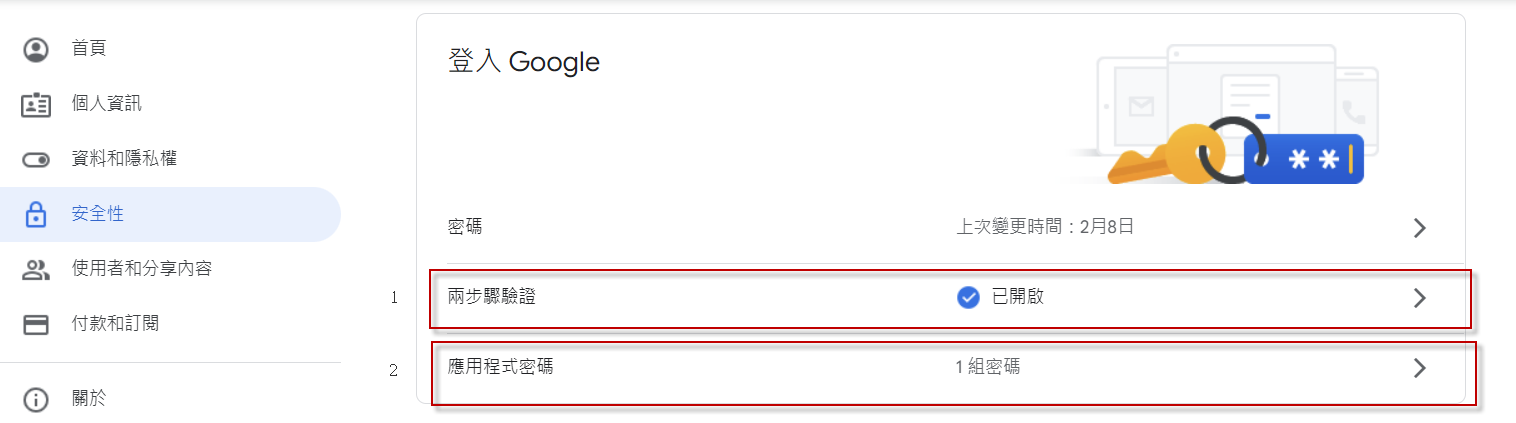 首頁
個人資訊
資料和隱私權
安全性
使用者和分享內容
付款和訂閱
關於
登入 Google
**
密碼 上次變更時間：2月8日
1 兩步驟驗證 已開啟
2 應用程式密碼 1 組密碼